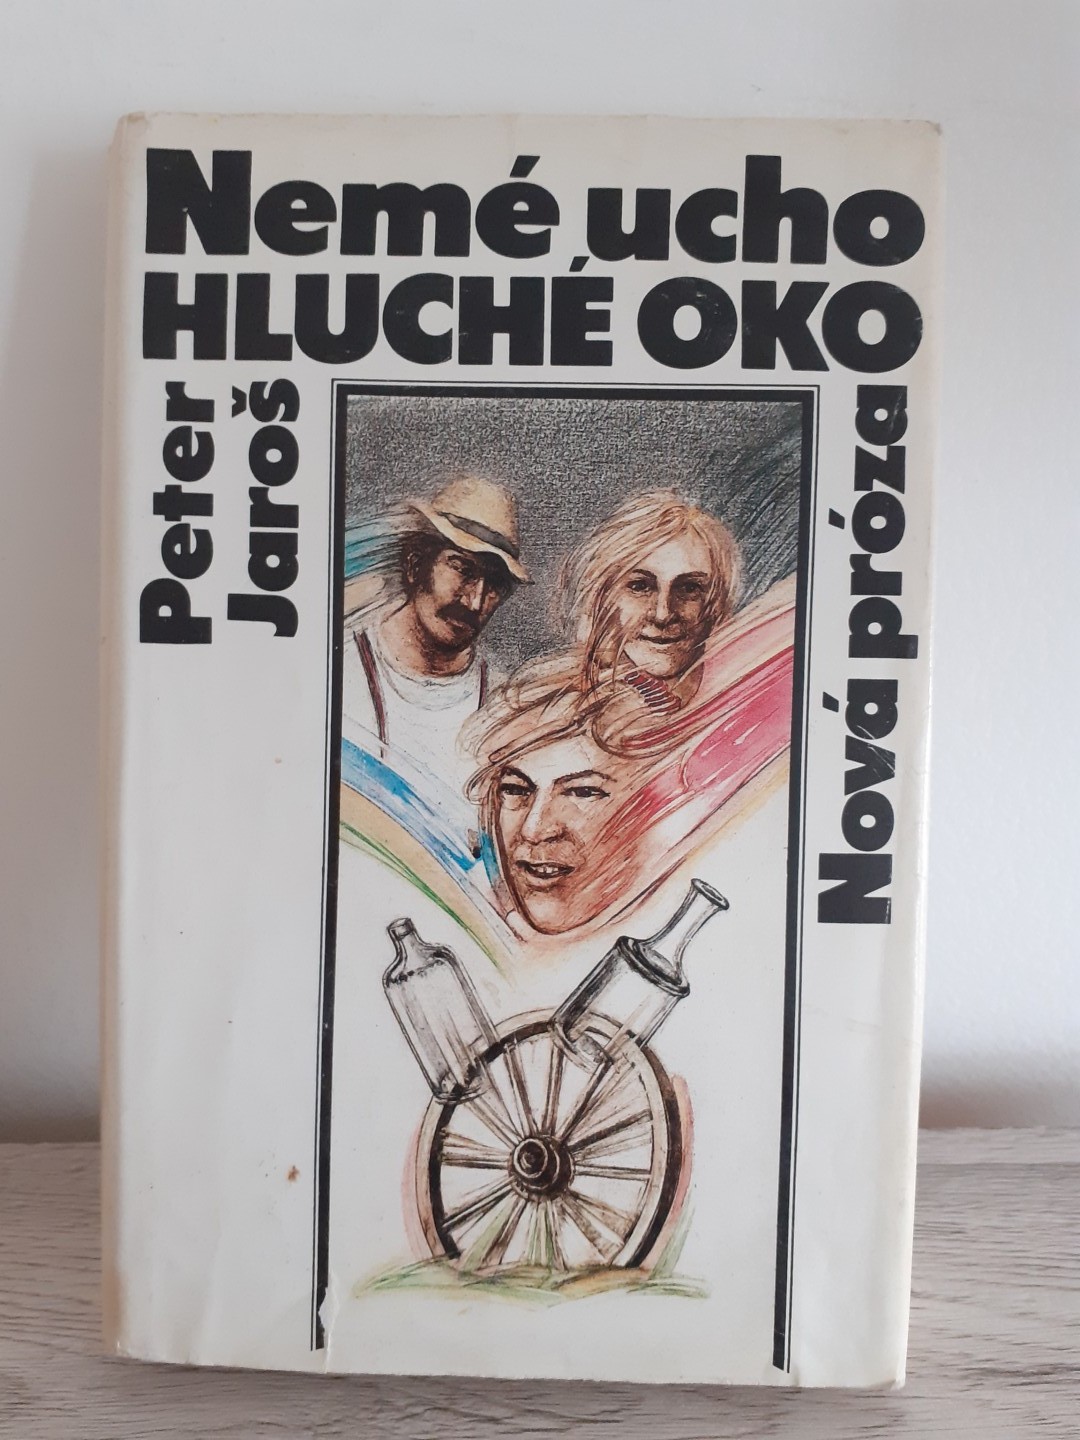 Nemé ucho
HLUCHÉ OKO
Peter
Jaroš
Nová próza